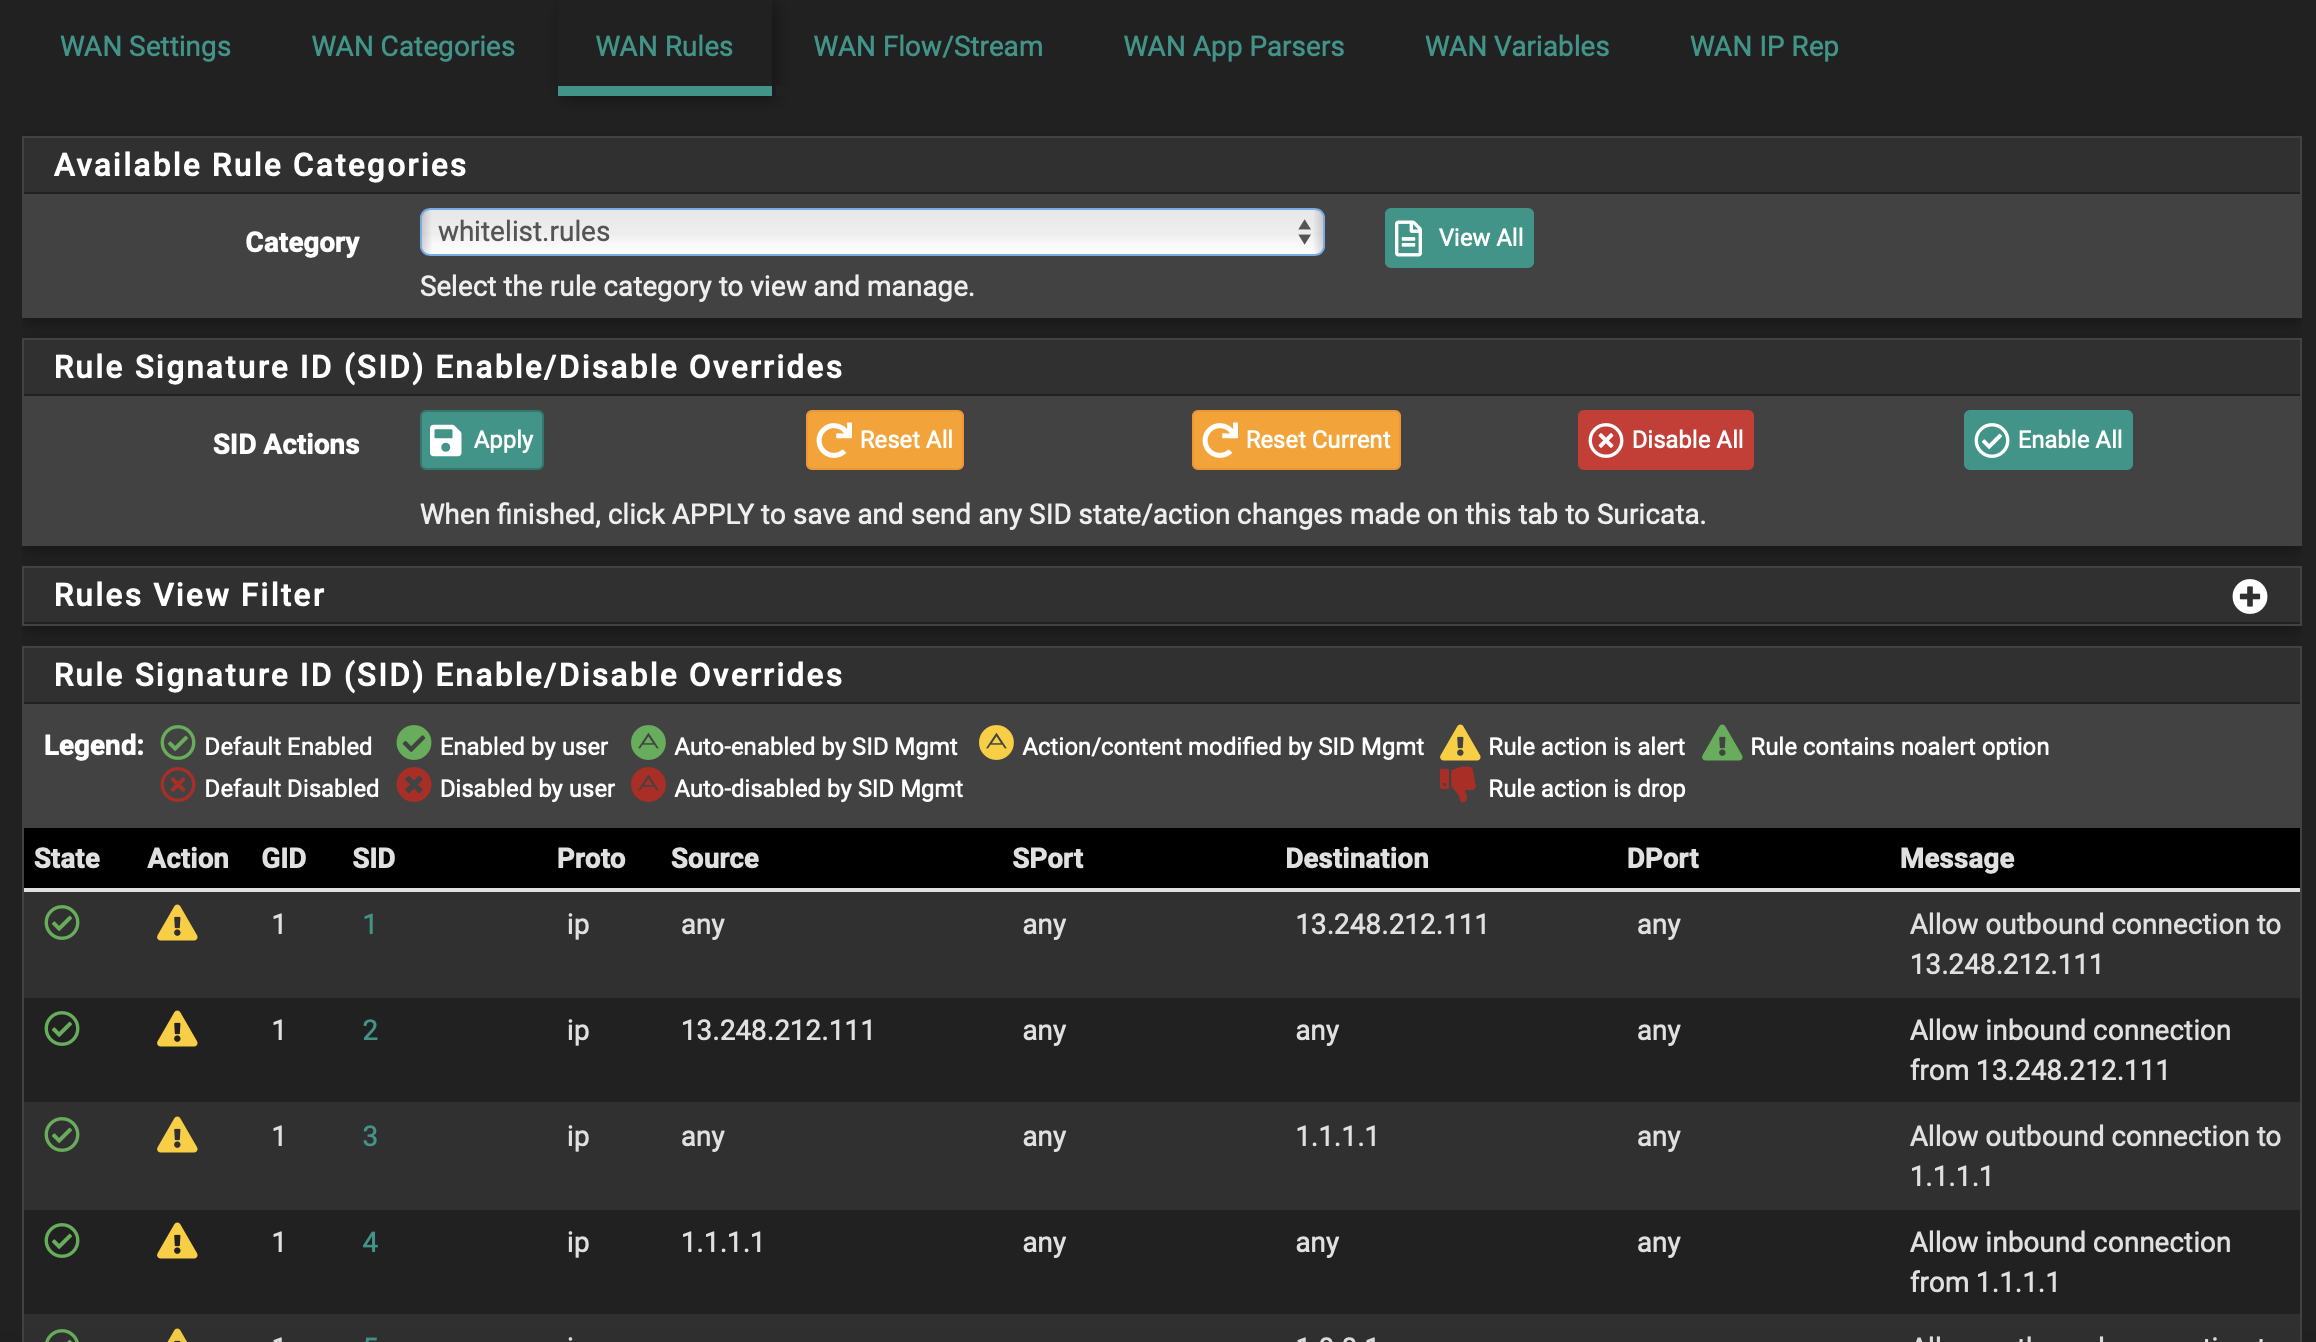 WAN Settings WAN Categories WAN Rules WAN Flow/Stream WAN App Parsers WAN Variables WAN IP Rep
Available Rule Categories
Category whitelist.rules View All
Select the rule category to view and manage.
Rule Signature ID (SID) Enable/Disable Overrides
SID Actions Apply Reset All Reset Current Disable All Enable All
When finished, click APPLY to save and send any SID state/action changes made on this tab to Suricata.
Rules View Filter
Rule Signature ID (SID) Enable/Disable Overrides
Legend: Default Enabled Enabled by user Auto-enabled by SID Mgmt Action/content modified by SID Mgmt Rule action is alert Rule contains noalert option
Default Disabled Disabled by user Auto-disabled by SID Mgmt Rule action is drop
State Action GID SID Proto Source SPort Destination DPort Message
1 1 ip any any 13.248.212.111 any Allow outbound connection to
13.248.212.111
1 2 ip 13.248.212.111 any any any Allow inbound connection
from 13.248.212.111
1 3 ip any any 1.1.1.1 any Allow outbound connection to
1.1.1.1
1 4 ip 1.1.1.1 any any any Allow inbound connection
from 1.1.1.1